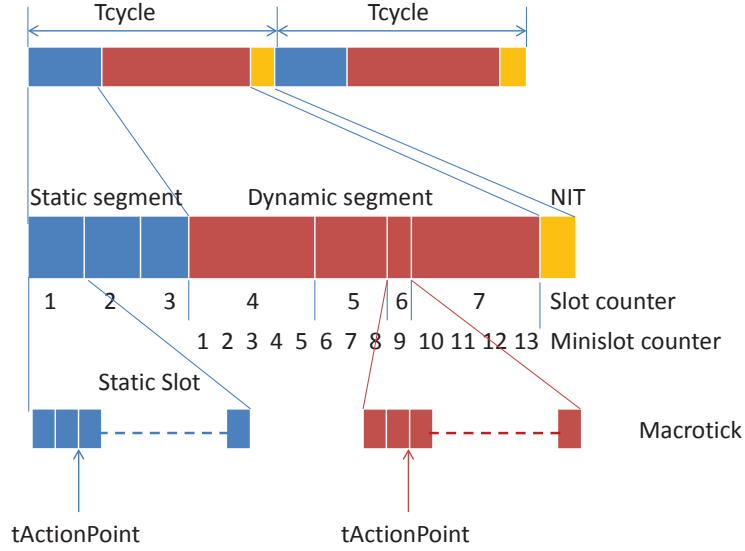 Tcycle Tcycle
Static segment Dynamic segment NIT
1 2 3 4 5 6 7 Slot counter
1 2 3 4 5 6 7 8 9 10 11 12 13 Minislot counter
Static Slot
Macrotick
tActionPoint tActionPoint